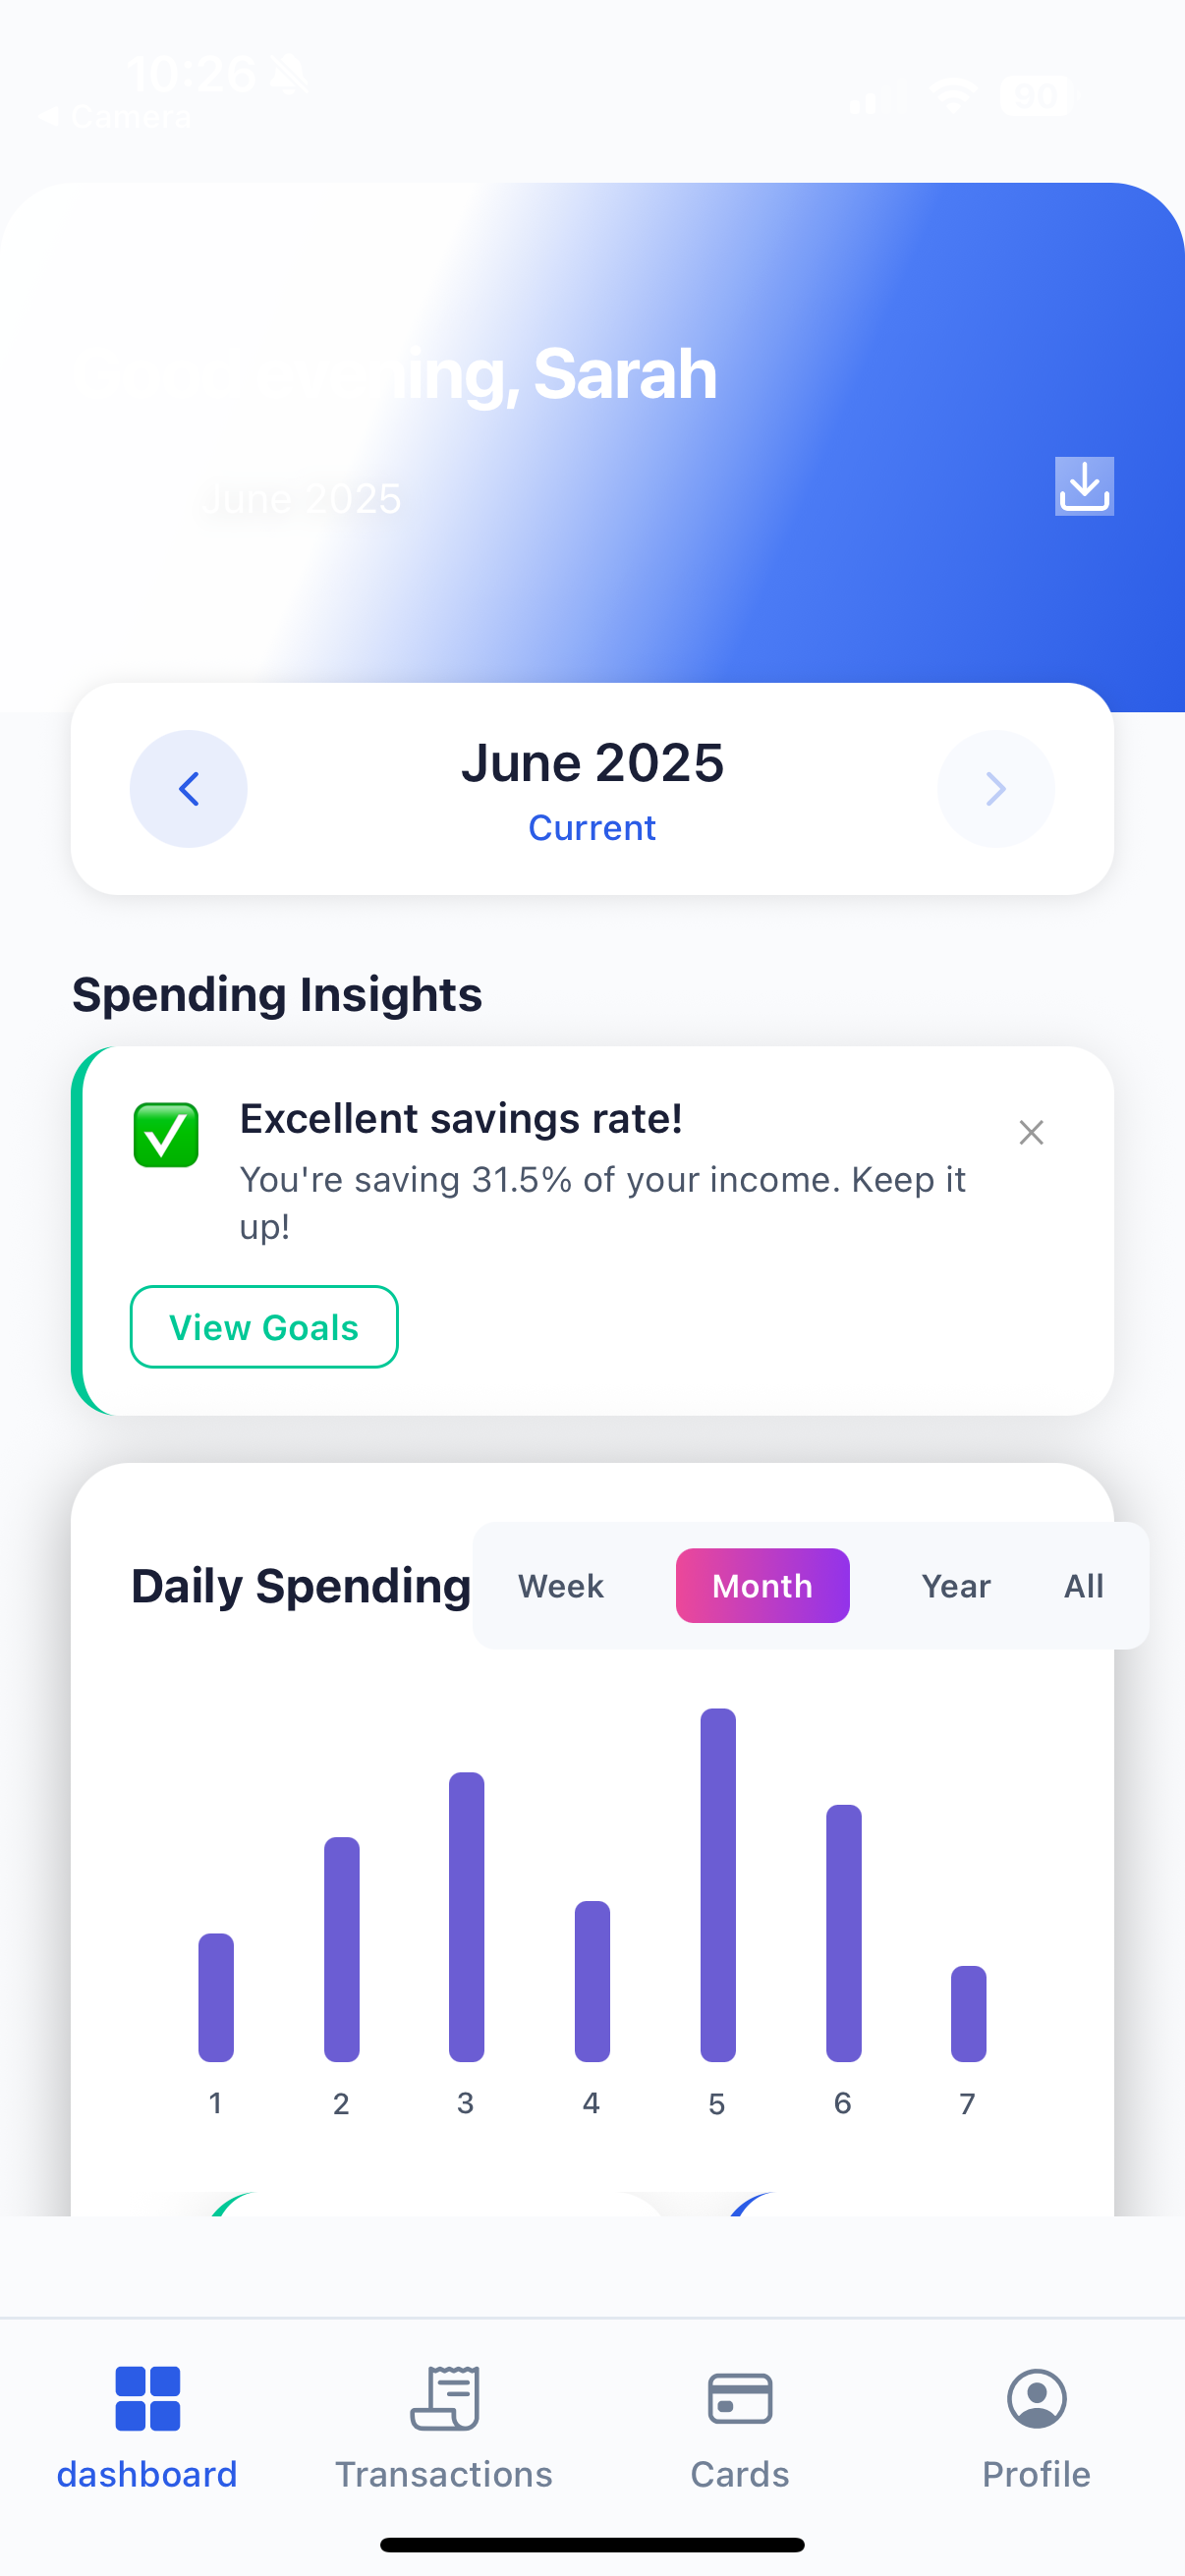 10:26
90
◀ Camera
Good evening, Sarah
June 2025
June 2025
Current
Spending Insights
Excellent savings rate!
You're saving 31.5% of your income. Keep it
up!
View Goals
Daily Spending Week Month Year All
1 2 3 4 5 6 7
dashboard Transactions Cards Profile